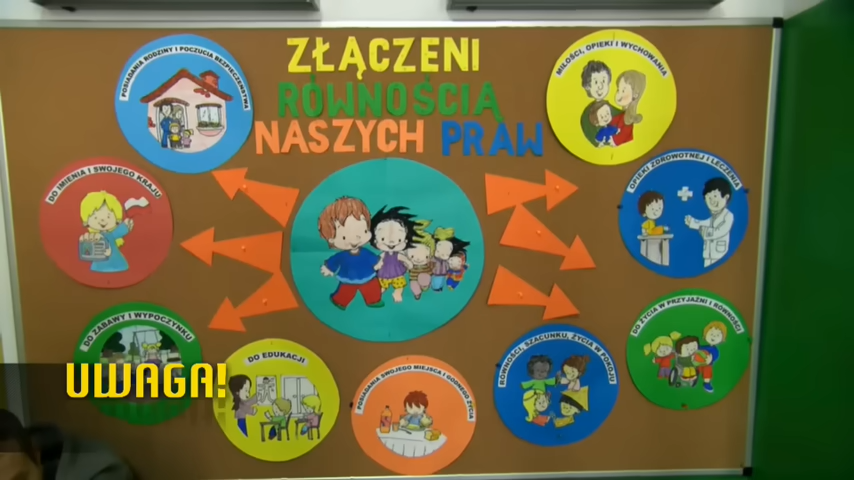 ZŁĄCZENI
RÓWNOŚCIĄ
NASZYCH PRAW
POSIADANIA RODZINY I POCZUCIA BEZPIECZEŃSTWA
MIŁOŚCI, OPIEKI I WYCHOWANIA
DO IMIENIA I SWOJEGO KRAJU
OPIEKI ZDROWOTNEJ I LECZENIA
DO ZABAWY I WYPOCZYNKU
DO ŻYCIA W PRZYJAŹNI I RÓWNOŚCI
DO EDUKACJI
POSIADANIA SWOJEGO MIEJSCA I GODNEGO ŻYCIA
RÓWNOŚCI, SZACUNKU, ŻYCIA W POKOJU
UWAGA!